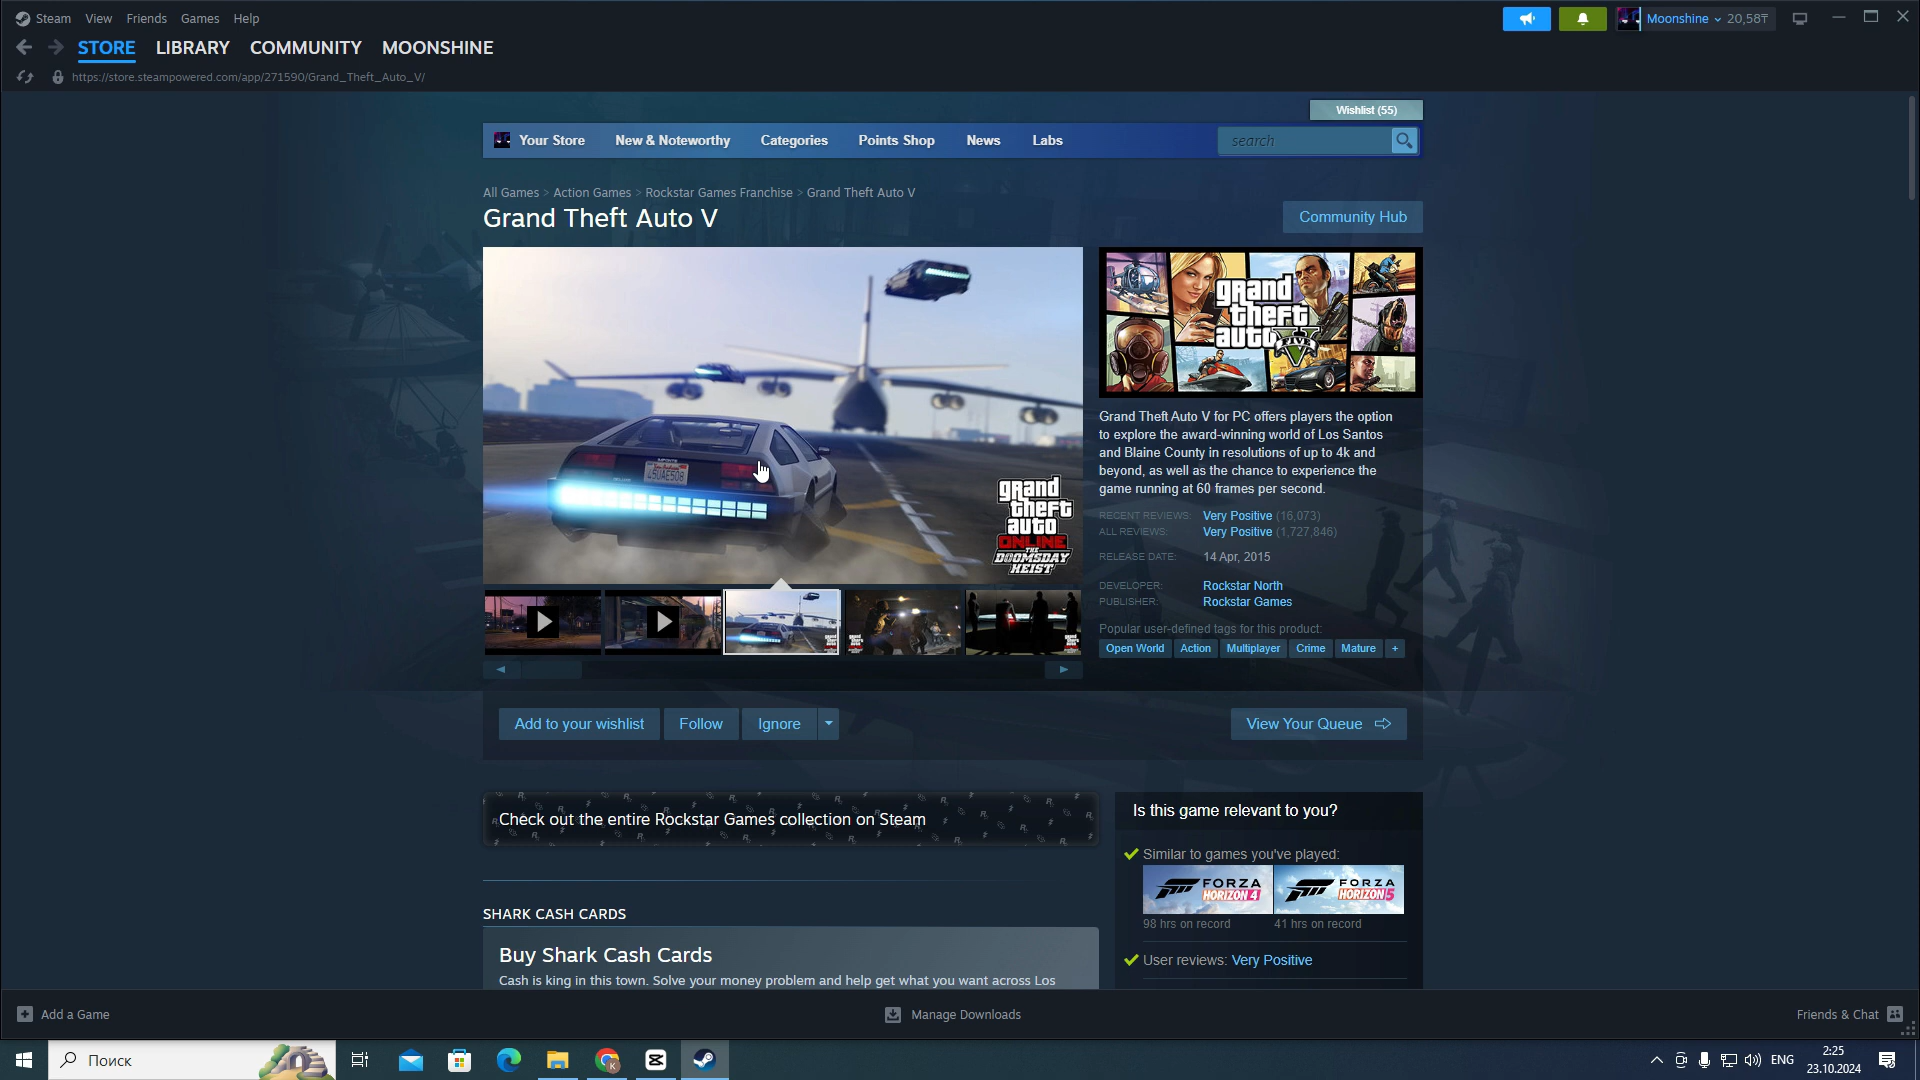 Steam View Friends Games Help
Moonshine 20,58₸
STORE LIBRARY COMMUNITY MOONSHINE
https://store.steampowered.com/app/271590/Grand_Theft_Auto_V/
Wishlist (55)
Your Store New & Noteworthy Categories Points Shop News Labs search
All Games > Action Games > Rockstar Games Franchise > Grand Theft Auto V
Grand Theft Auto V
Community Hub
grand theft auto FIVE V
Grand Theft Auto V for PC offers players the option
to explore the award-winning world of Los Santos
and Blaine County in resolutions of up to 4k and
beyond, as well as the chance to experience the
game running at 60 frames per second.
grand theft auto ONLINE THE DOOMSDAY HEIST
RECENT REVIEWS: Very Positive (16,073)
ALL REVIEWS: Very Positive (1,727,846)
RELEASE DATE: 14 Apr, 2015
DEVELOPER: Rockstar North
PUBLISHER: Rockstar Games
Popular user-defined tags for this product:
Open World Action Multiplayer Crime Mature +
Add to your wishlist Follow Ignore View Your Queue
Check out the entire Rockstar Games collection on Steam
Is this game relevant to you?
Similar to games you've played:
FORZA HORIZON 4 FORZA HORIZON 5
98 hrs on record 41 hrs on record
User reviews: Very Positive
SHARK CASH CARDS
Buy Shark Cash Cards
Cash is king in this town. Solve your money problem and help get what you want across Los
Add a Game Manage Downloads Friends & Chat
Поиск
ENG
2:25
23.10.2024